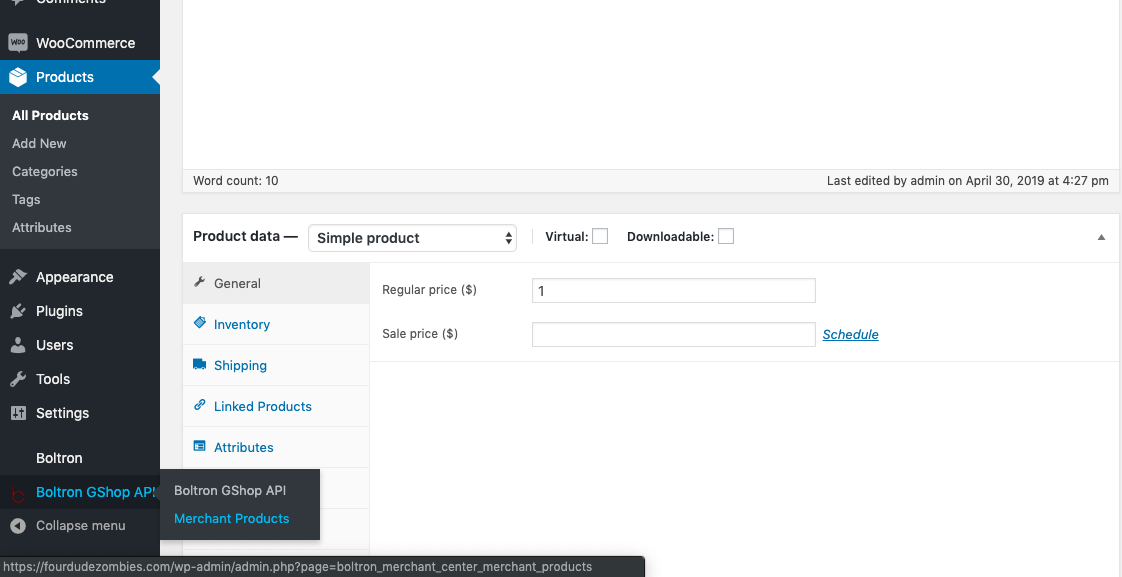 Comments
WooCommerce
Products
All Products
Add New
Categories
Tags
Attributes
Appearance
Plugins
Users
Tools
Settings
Boltron
Boltron GShop API
Collapse menu
Boltron GShop API
Merchant Products
Word count: 10
Last edited by admin on April 30, 2019 at 4:27 pm
Product data — Simple product Virtual: Downloadable:
General
Inventory
Shipping
Linked Products
Attributes
Regular price ($) 1
Sale price ($) Schedule
https://fourdudezombies.com/wp-admin/admin.php?page=boltron_merchant_center_merchant_products